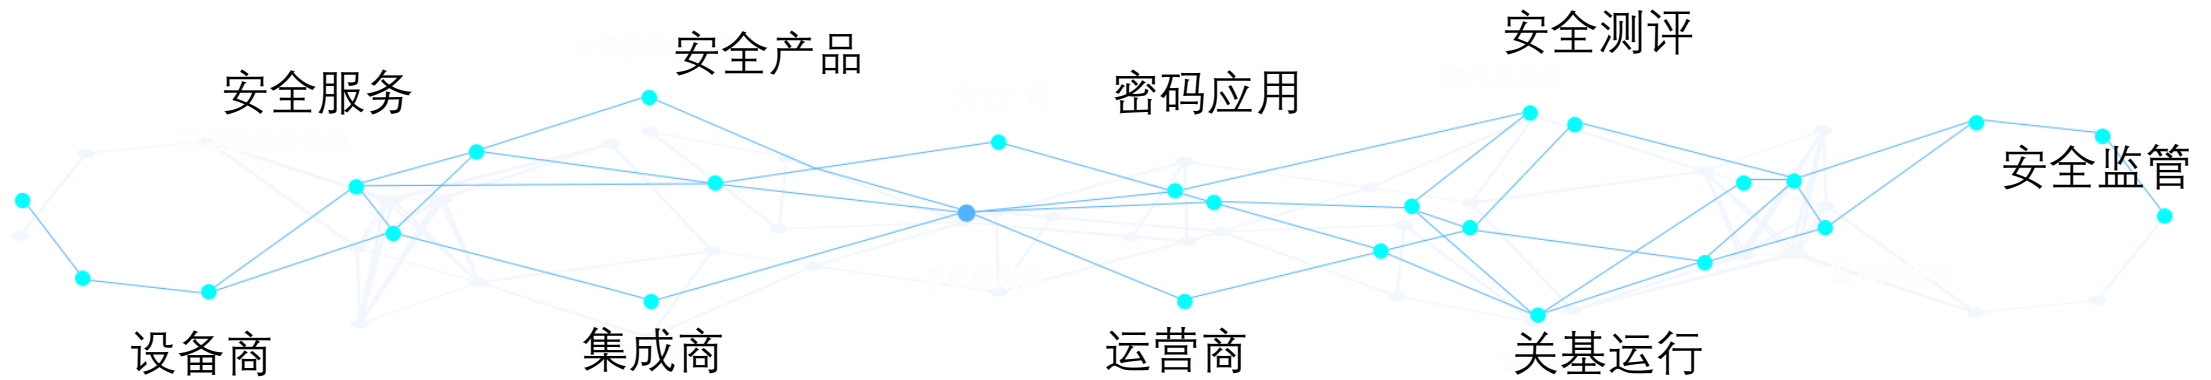 安全服务
安全产品
密码应用
安全测评
安全监管
设备商
集成商
运营商
关基运行